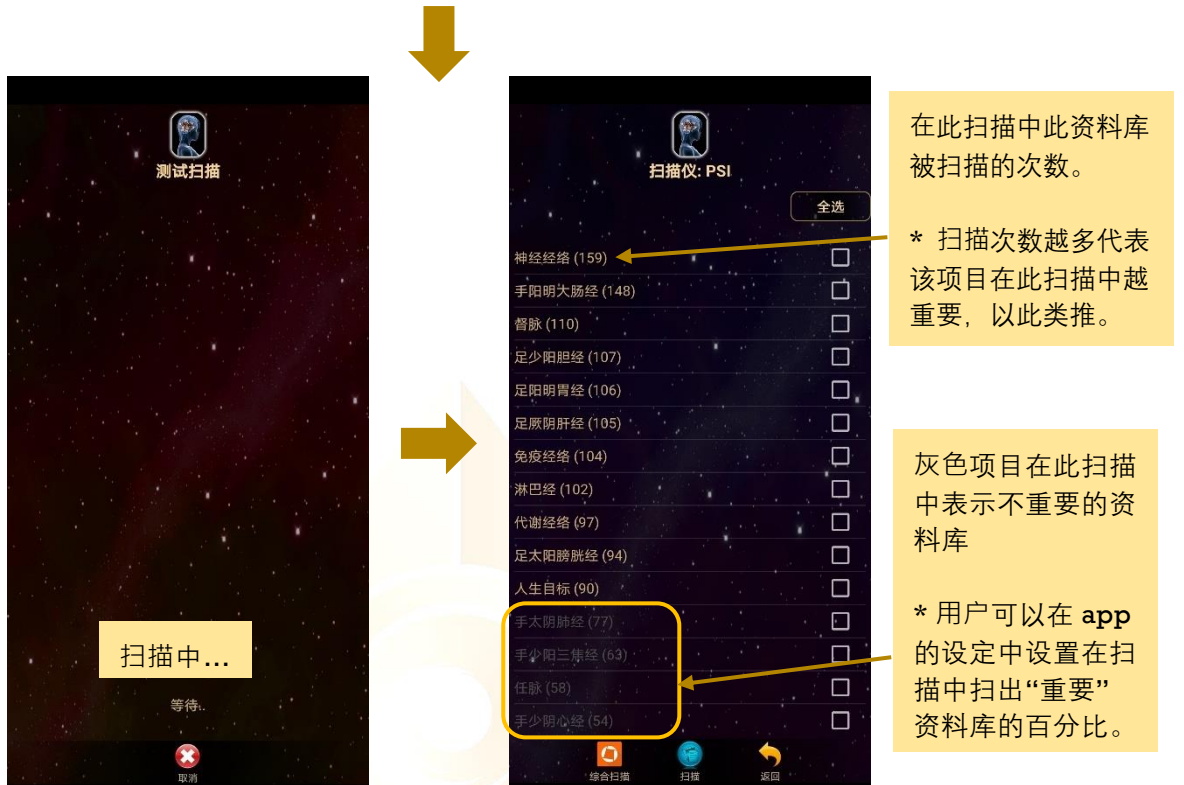 测试扫描
扫描中...
等待..
取消
扫描仪: PSI
全选
神经经络 (159)
手阳明大肠经 (148)
督脉 (110)
足少阳胆经 (107)
足阳明胃经 (106)
足厥阴肝经 (105)
免疫经络 (104)
淋巴经 (102)
代谢经络 (97)
足太阳膀胱经 (94)
人生目标 (90)
手太阴肺经 (77)
手少阳三焦经 (63)
任脉 (58)
手少阴心经 (54)
综合扫描
扫描
返回
在此扫描中此资料库
被扫描的次数。
* 扫描次数越多代表
该项目在此扫描中越
重要，以此类推。
灰色项目在此扫描
中表示不重要的资
料库
* 用户可以在 app
的设定中设置在扫
描中扫出“重要”
资料库的百分比。